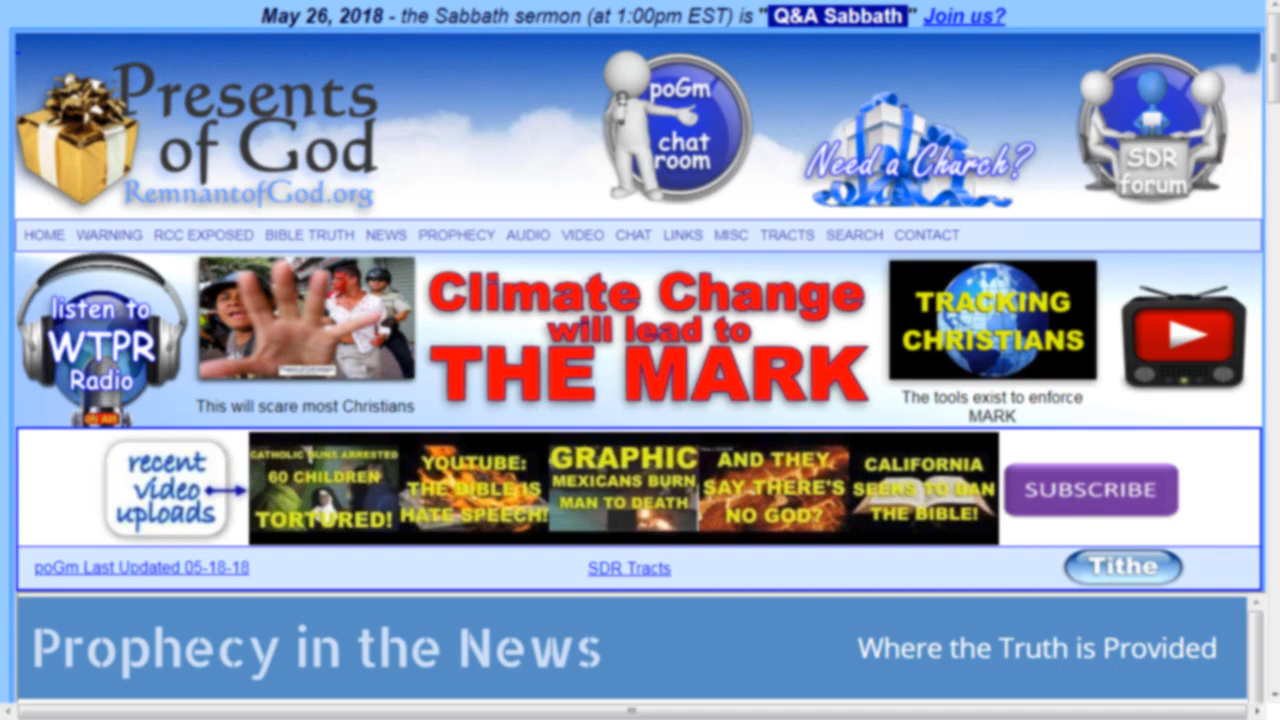 May 26, 2018 - the Sabbath sermon (at 1:00pm EST) is "Q&A Sabbath" Join us?
Presents
of God
RemnantofGod.org
poGm
chat
room
Need a Church?
SDR
forum
HOME WARNING RCC EXPOSED BIBLE TRUTH NEWS PROPHECY AUDIO VIDEO CHAT LINKS MISC TRACTS SEARCH CONTACT
listen to
WTPR
Radio
ON AIR
This will scare most Christians
Climate Change
will lead to
THE MARK
TRACKING
CHRISTIANS
The tools exist to enforce
MARK
recent
video
uploads
CATHOLIC NUNS ARRESTED
60 CHILDREN
TORTURED!
YOUTUBE:
THE BIBLE IS
HATE SPEECH!
GRAPHIC
MEXICANS BURN
MAN TO DEATH
AND THEY
SAY THERE'S
NO GOD?
CALIFORNIA
SEEKS TO BAN
THE BIBLE!
SUBSCRIBE
poGm Last Updated 05-18-18
SDR Tracts
Tithe
Prophecy in the News
Where the Truth is Provided